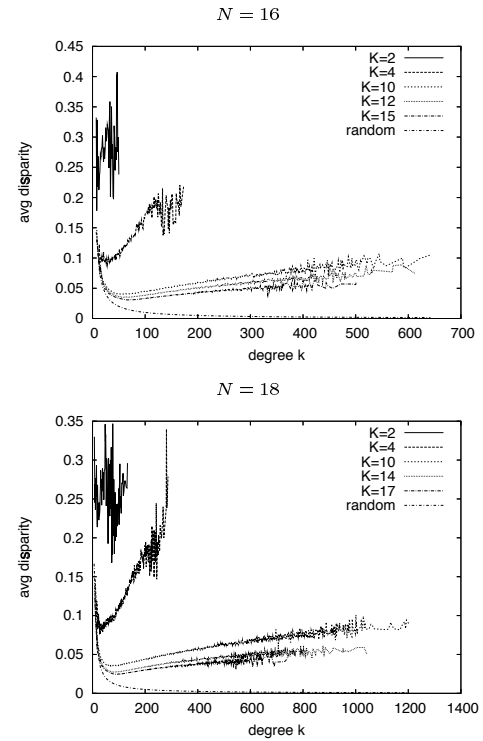 N = 16
0.45
0.4
0.35
0.3
0.25
0.2
0.15
0.1
0.05
0
avg disparity
K=2
K=4
K=10
K=12
K=15
random
0 100 200 300 400 500 600 700
degree k
N = 18
0.35
0.3
0.25
0.2
0.15
0.1
0.05
0
avg disparity
K=2
K=4
K=10
K=14
K=17
random
0 200 400 600 800 1000 1200 1400
degree k